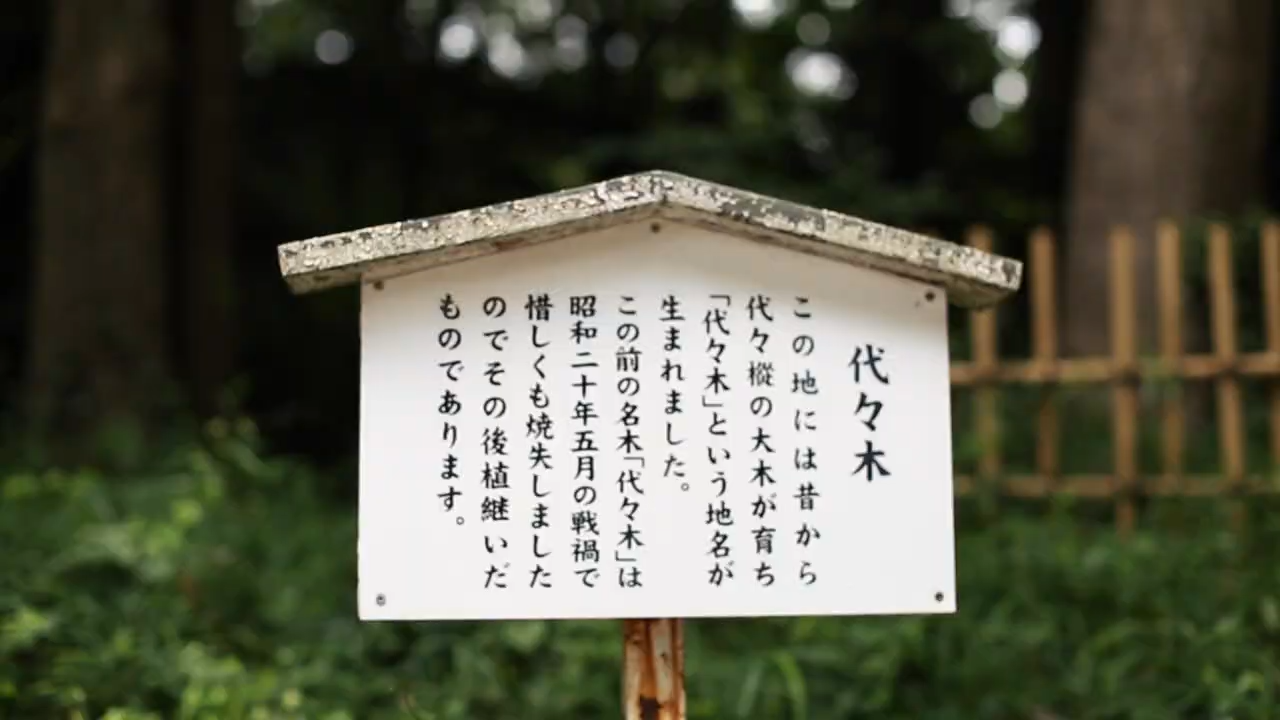 代々木
この地には昔から
代々樅の大木が育ち
「代々木」という地名が
生まれました。
この前の名木「代々木」は
昭和二十年五月の戦禍で
惜しくも焼失しました
のでその後植継いだ
ものであります。